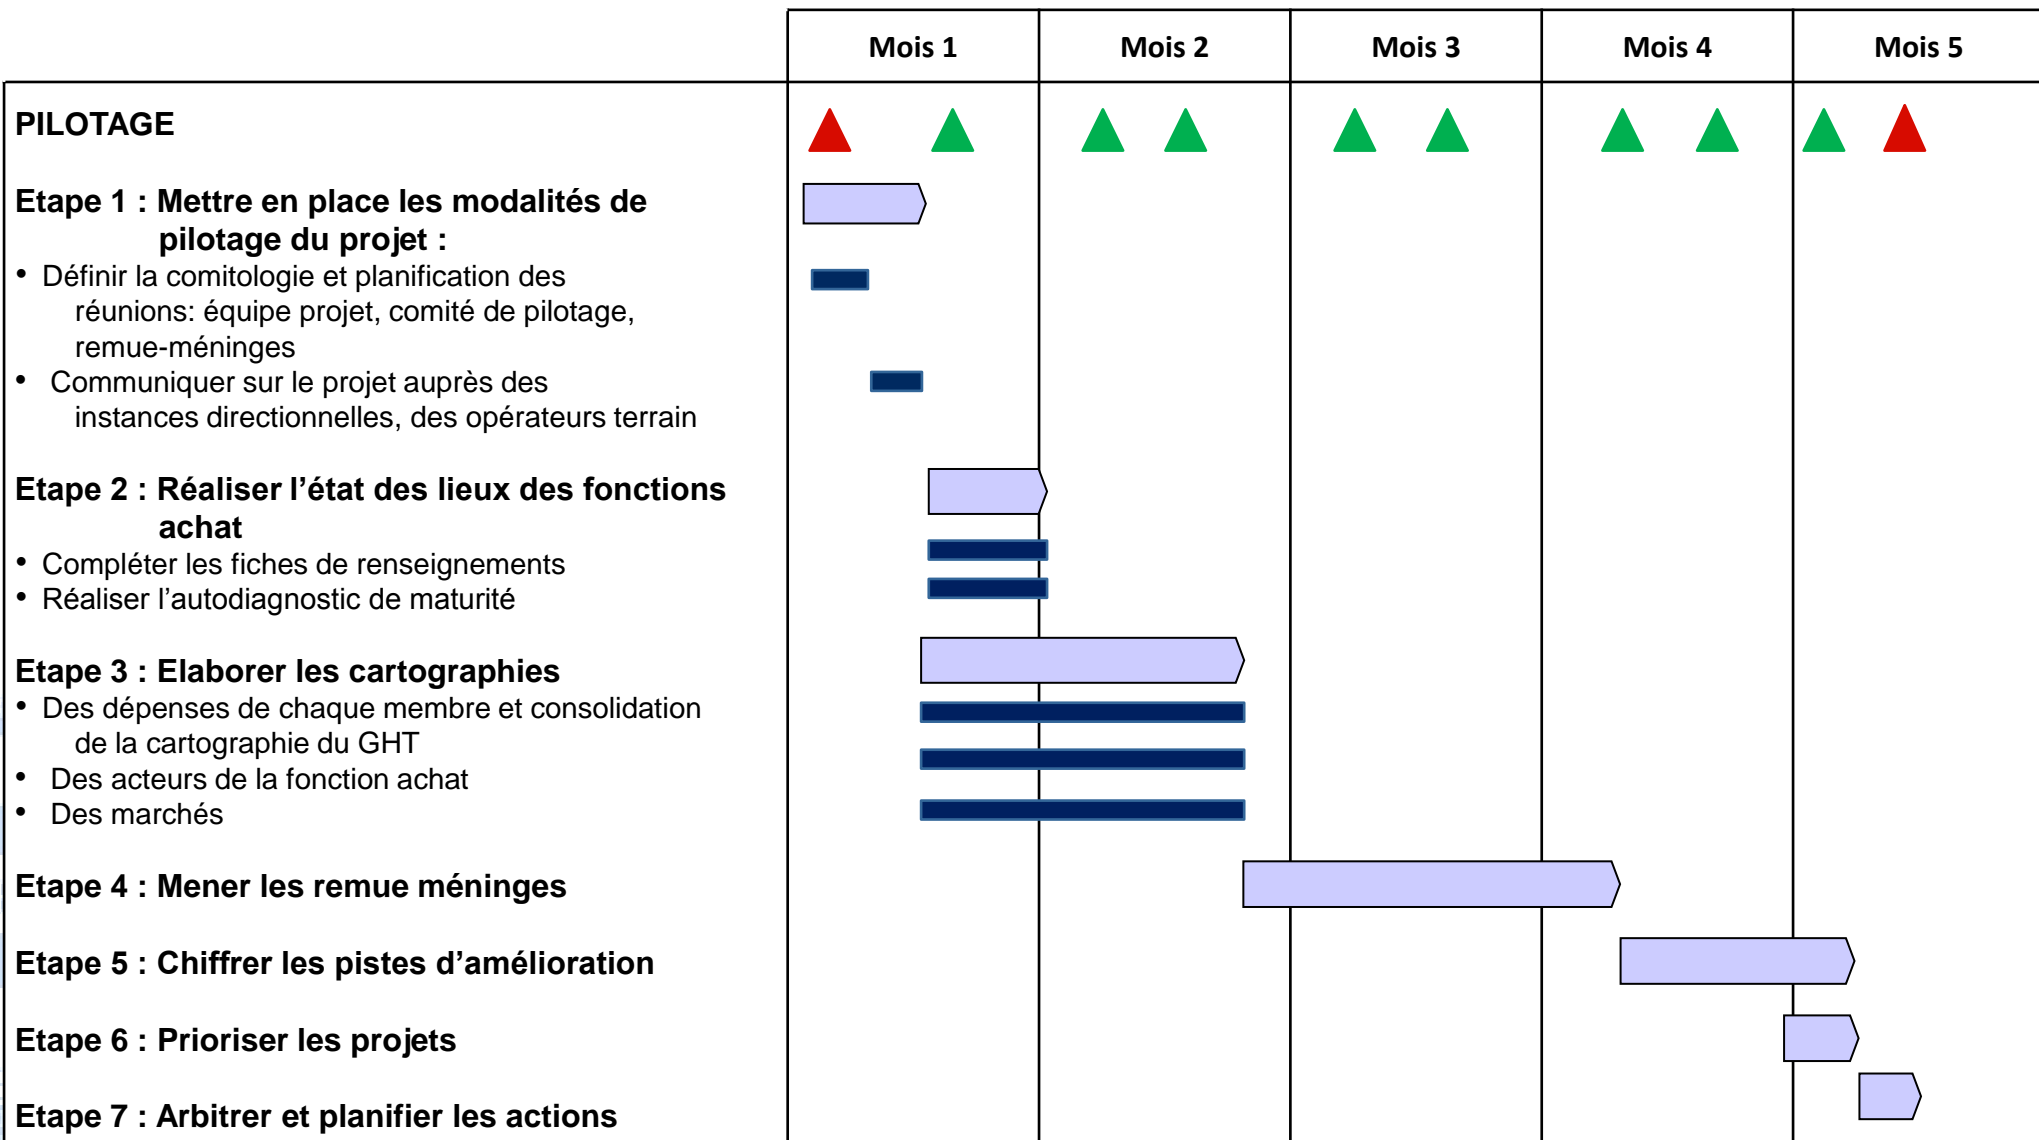 Mois 1 Mois 2 Mois 3 Mois 4 Mois 5
PILOTAGE
Etape 1 : Mettre en place les modalités de
pilotage du projet :
• Définir la comitologie et planification des
réunions: équipe projet, comité de pilotage,
remue-méninges
• Communiquer sur le projet auprès des
instances directionnelles, des opérateurs terrain
Etape 2 : Réaliser l’état des lieux des fonctions
achat
• Compléter les fiches de renseignements
• Réaliser l’autodiagnostic de maturité
Etape 3 : Elaborer les cartographies
• Des dépenses de chaque membre et consolidation
de la cartographie du GHT
• Des acteurs de la fonction achat
• Des marchés
Etape 4 : Mener les remue méninges
Etape 5 : Chiffrer les pistes d’amélioration
Etape 6 : Prioriser les projets
Etape 7 : Arbitrer et planifier les actions